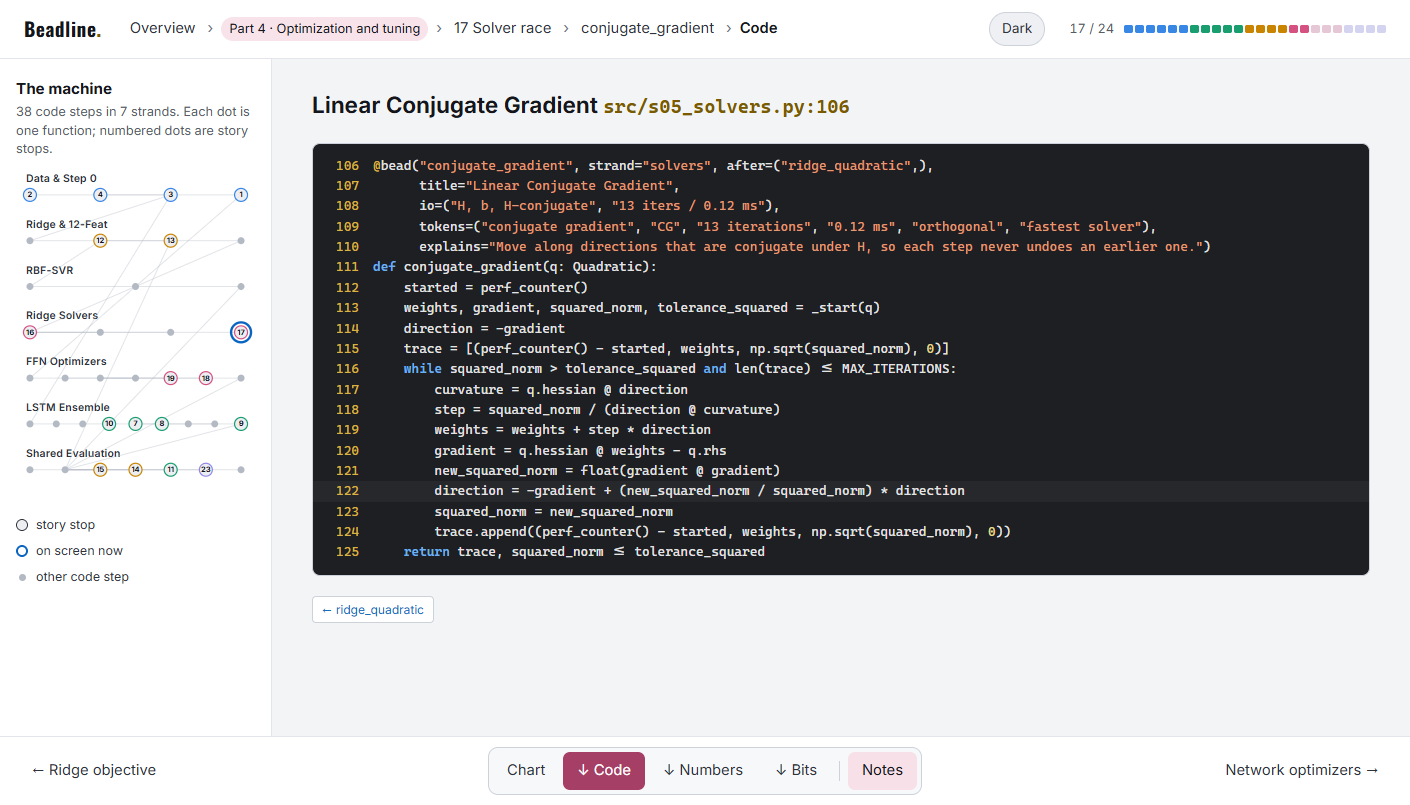 Beadline.
Overview › Part 4 · Optimization and tuning › 17 Solver race › conjugate_gradient › Code
Dark
17 / 24
The machine
38 code steps in 7 strands. Each dot is
one function; numbered dots are story
stops.
Data & Step 0
2 4 3 1
Ridge & 12-Feat
12 13
RBF-SVR
Ridge Solvers
16 17
FFN Optimizers
19 18
LSTM Ensemble
10 7 8 9
Shared Evaluation
15 14 11 23
story stop
on screen now
other code step
Linear Conjugate Gradient src/s05_solvers.py:106
106 @bead("conjugate_gradient", strand="solvers", after=("ridge_quadratic",),
107 title="Linear Conjugate Gradient",
108 io=("H, b, H-conjugate", "13 iters / 0.12 ms"),
109 tokens=("conjugate gradient", "CG", "13 iterations", "0.12 ms", "orthogonal", "fastest solver"),
110 explains="Move along directions that are conjugate under H, so each step never undoes an earlier one.")
111 def conjugate_gradient(q: Quadratic):
112 started = perf_counter()
113 weights, gradient, squared_norm, tolerance_squared = _start(q)
114 direction = -gradient
115 trace = [(perf_counter() - started, weights, np.sqrt(squared_norm), 0)]
116 while squared_norm > tolerance_squared and len(trace) ≤ MAX_ITERATIONS:
117 curvature = q.hessian @ direction
118 step = squared_norm / (direction @ curvature)
119 weights = weights + step * direction
120 gradient = q.hessian @ weights - q.rhs
121 new_squared_norm = float(gradient @ gradient)
122 direction = -gradient + (new_squared_norm / squared_norm) * direction
123 squared_norm = new_squared_norm
124 trace.append((perf_counter() - started, weights, np.sqrt(squared_norm), 0))
125 return trace, squared_norm ≤ tolerance_squared
← ridge_quadratic
← Ridge objective
Chart
↓ Code
↓ Numbers
↓ Bits
Notes
Network optimizers →